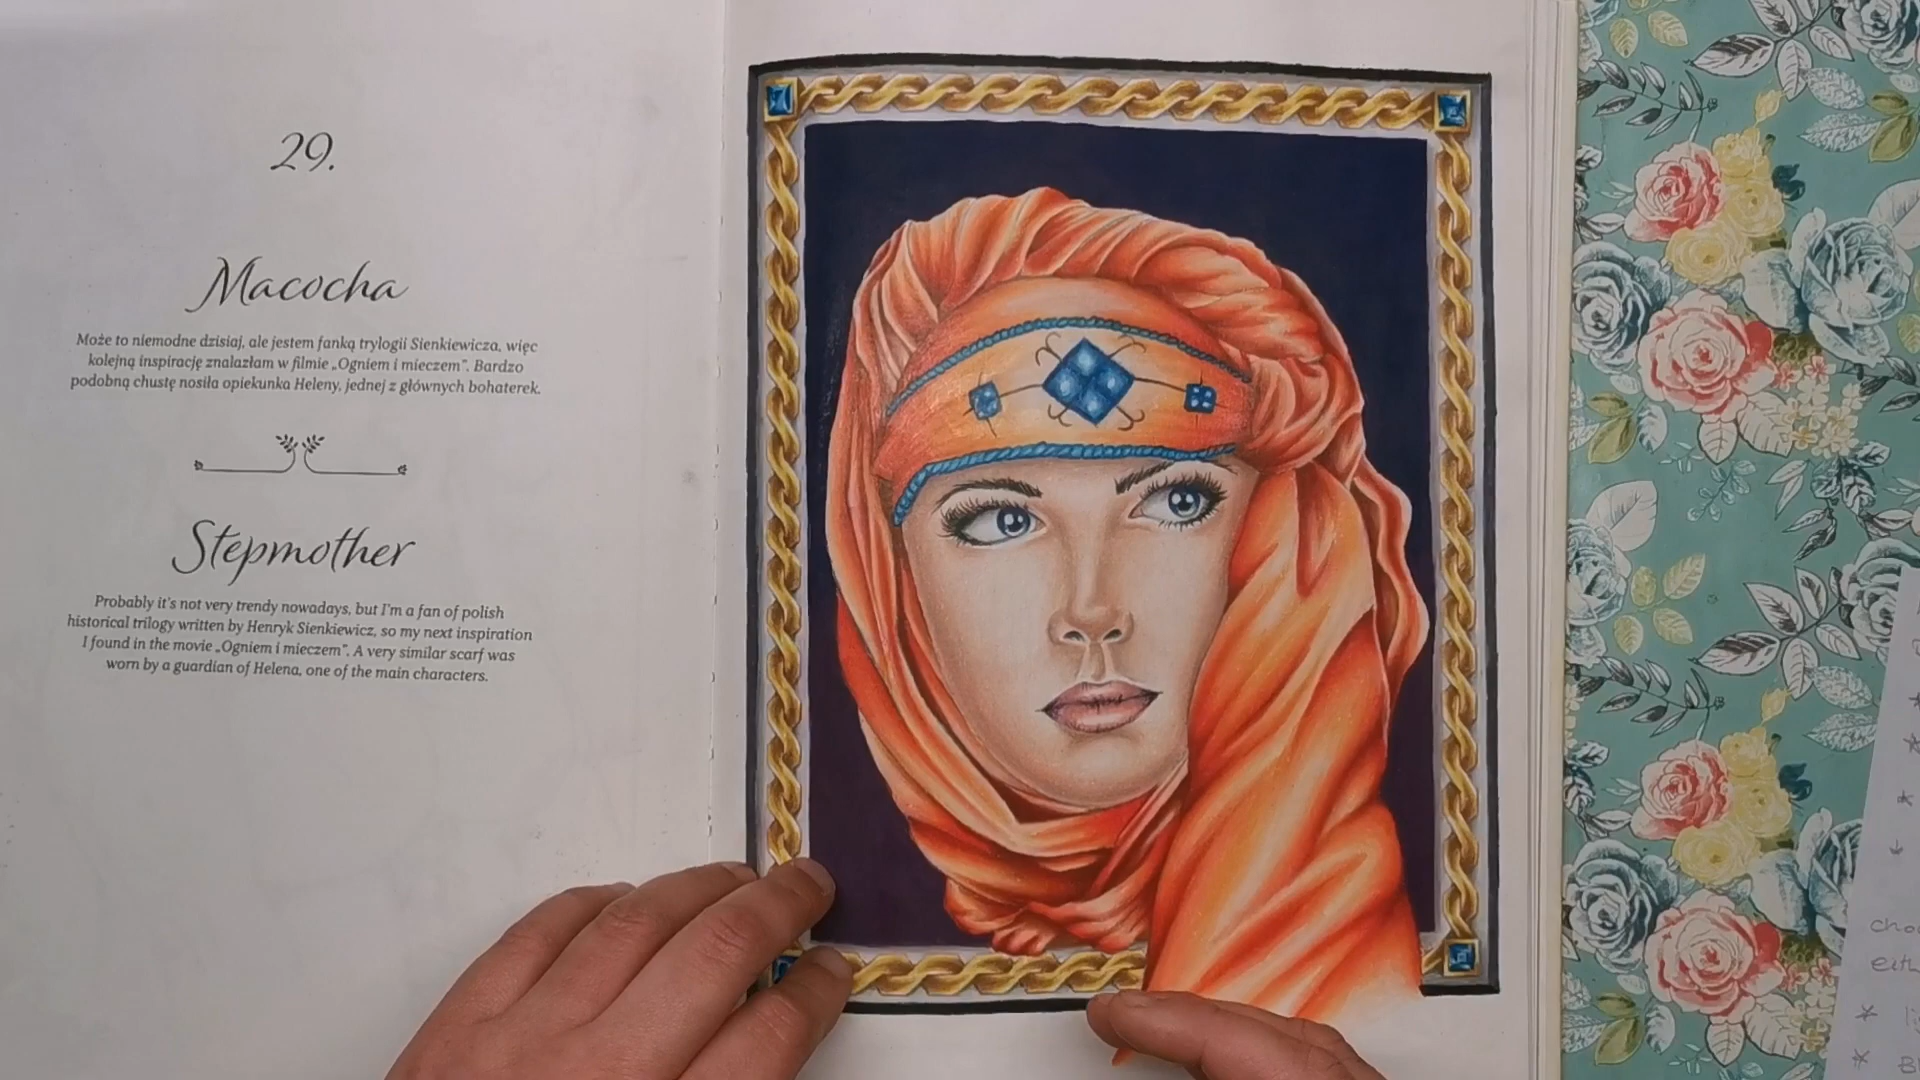 29.
Macocha
Może to niemodne dzisiaj, ale jestem fanką trylogii Sienkiewicza, więc
kolejną inspirację znalazłam w filmie „Ogniem i mieczem”. Bardzo
podobną chustę nosiła opiekunka Heleny, jednej z głównych bohaterek.
Stepmother
Probably it's not very trendy nowadays, but I'm a fan of polish
historical trilogy written by Henryk Sienkiewicz, so my next inspiration
I found in the movie „Ogniem i mieczem”. A very similar scarf was
worn by a guardian of Helena, one of the main characters.